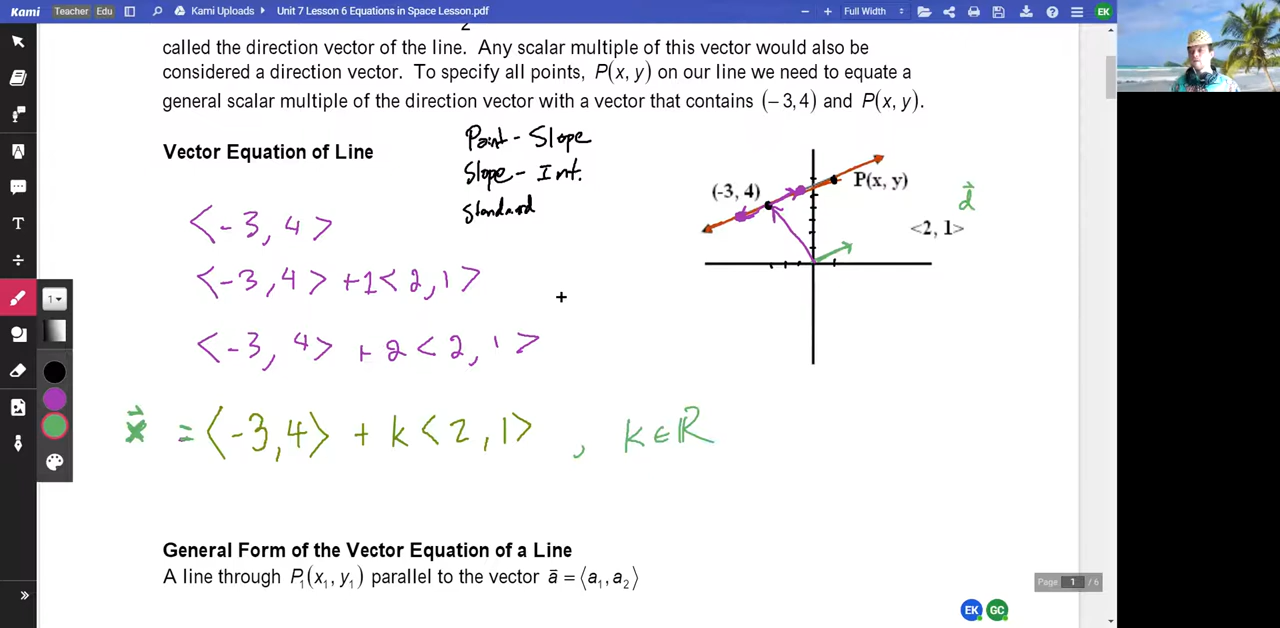 Kami Teacher Edu Kami Uploads > Unit 7 Lesson 6 Equations in Space Lesson.pdf − + Full Width EK
2
called the direction vector of the line. Any scalar multiple of this vector would also be
considered a direction vector. To specify all points, P(x, y) on our line we need to equate a
general scalar multiple of the direction vector with a vector that contains (−3,4) and P(x, y).
Point - Slope
Vector Equation of Line
Slope - Int.
Standard
(-3, 4)
P(x, y)
d⃗
<2, 1>
<-3, 4>
<-3, 4> +1<2,1>
<-3, 4> +2<2,1>
x⃗ = <-3,4> + k<2,1>, k∈ℝ
General Form of the Vector Equation of a Line
A line through P₁(x₁, y₁) parallel to the vector a⃗ = ⟨a₁, a₂⟩
Page 1 / 6
EK GC
1
T
>>